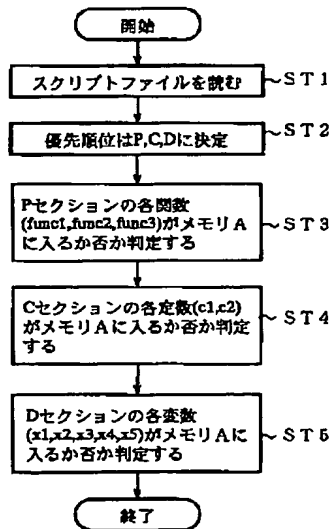 開始
スクリプトファイルを読む
ST1
優先順位はP,C,Dに決定
ST2
Pセクションの各関数
(func1,func2,func3)がメモリA
に入るか否か判定する
ST3
Cセクションの各定数(c1,c2)
がメモリAに入るか否か判定
する
ST4
Dセクションの各変数
(x1,x2,x3,x4,x5)がメモリAに
入るか否か判定する
ST5
終了